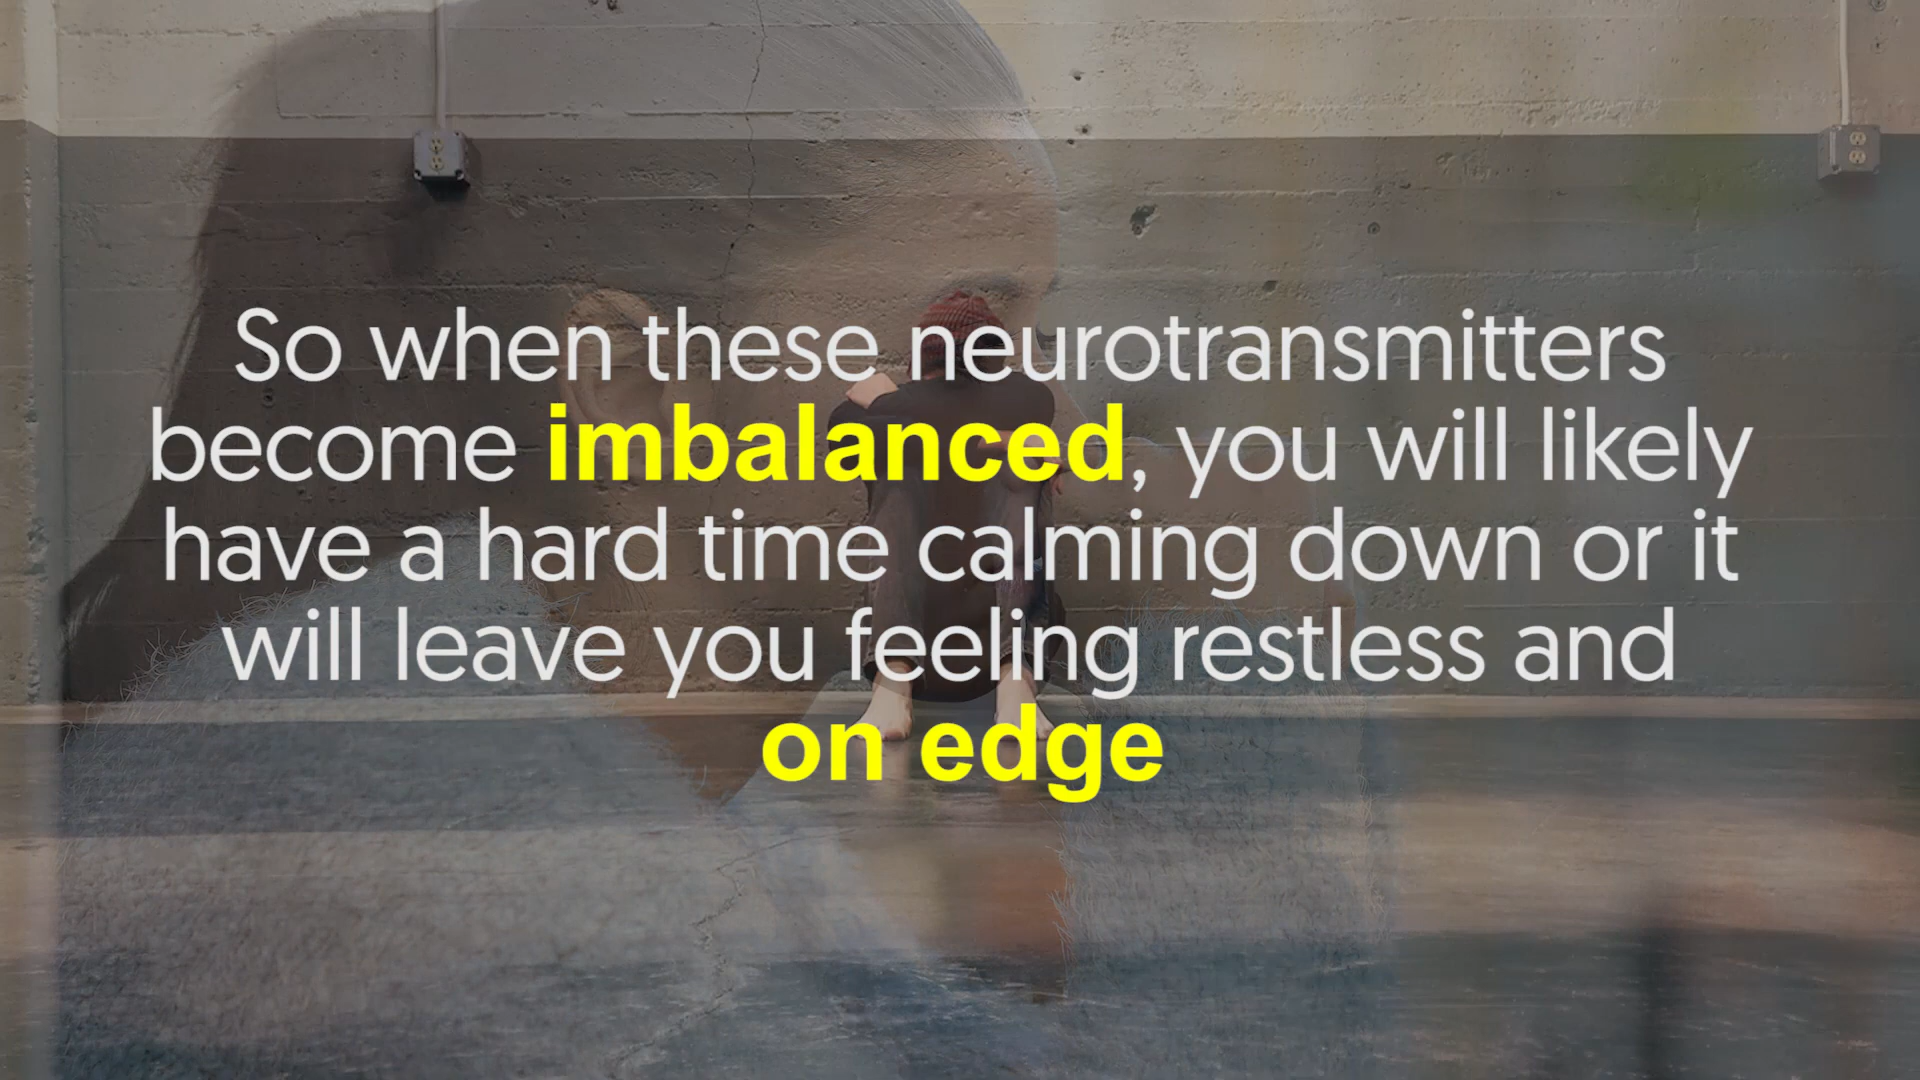 So when these neurotransmitters
become imbalanced, you will likely
have a hard time calming down or it
will leave you feeling restless and
on edge